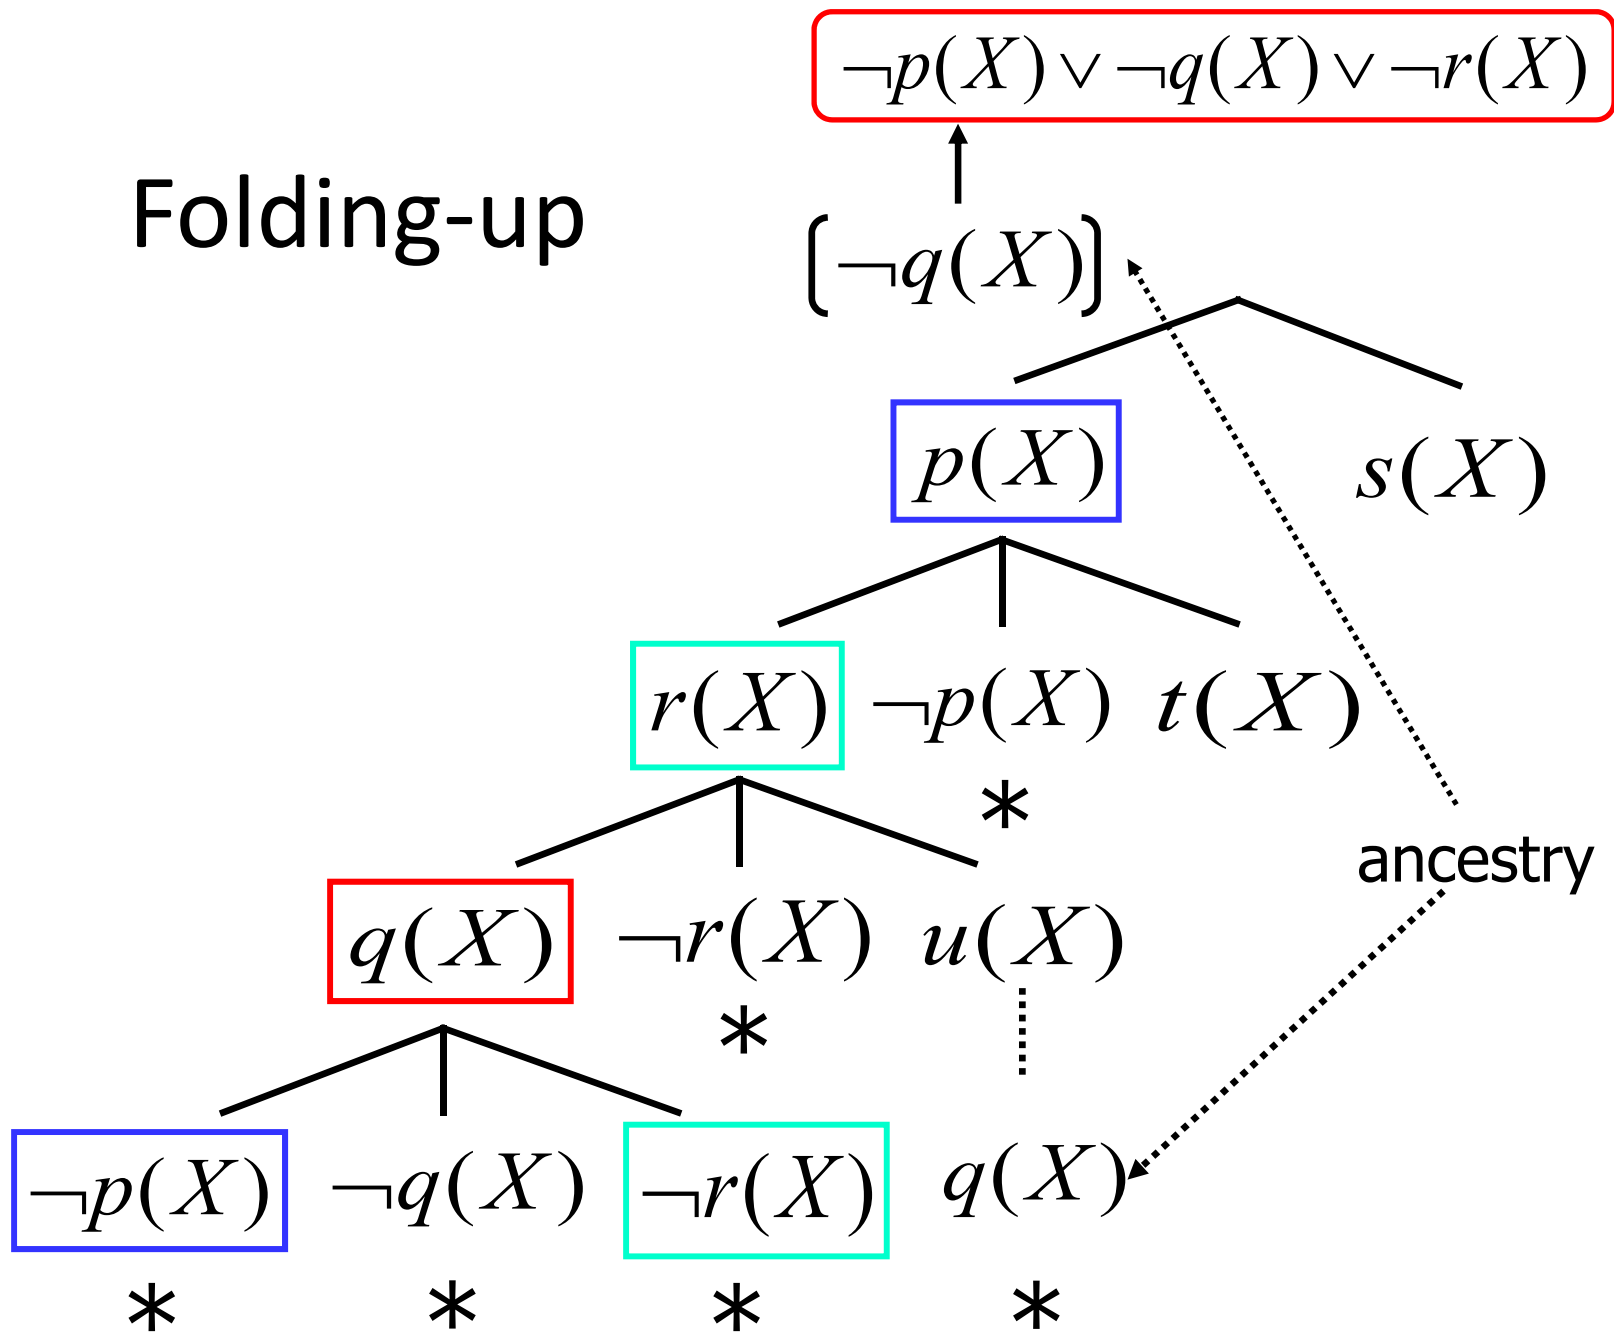 ¬p(X)∨¬q(X)∨¬r(X)
Folding-up
[¬q(X)]
p(X) s(X)
r(X) ¬p(X) t(X)
*
ancestry
q(X) ¬r(X) u(X)
*
¬p(X) ¬q(X) ¬r(X) q(X)
* * * *